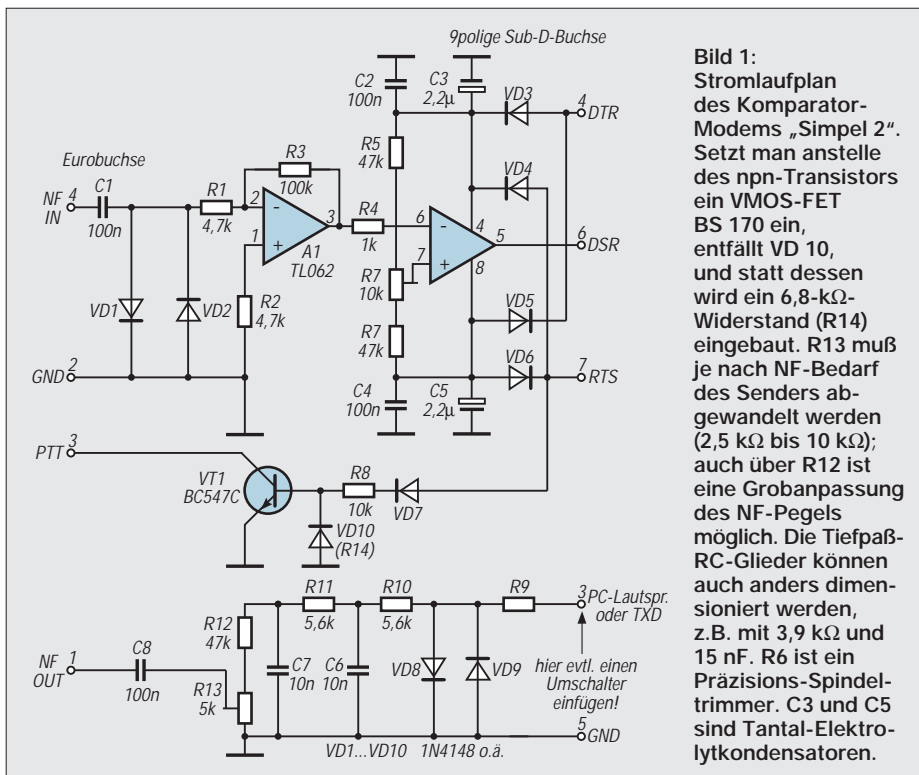 9polige Sub-D-Buchse
Eurobuchse
NF
IN
4
C1
100n
VD1
VD2
R1
4,7k
R2
4,7k
R3
100k
2
-
1
+
3
A1
TL062
R4
1k
C2
100n
C3
2,2µ
R5
47k
R7
10k
R7
47k
C4
100n
C5
2,2µ
6
-
7
+
4
8
5
VD3
VD4
VD5
VD6
4
DTR
6
DSR
7
RTS
GND
2
PTT
3
VT1
BC547C
R8
10k
VD7
VD10
(R14)
NF
OUT
1
C8
100n
R12
47k
R13
5k
R11
5,6k
R10
5,6k
R9
C7
10n
C6
10n
VD8
VD9
3
PC-Lautspr.
oder TXD
hier evtl. einen
Umschalter
einfügen!
5
GND
VD1...VD10 1N4148 o.ä.
Bild 1:
Stromlaufplan
des Komparator-
Modems „Simpel 2“.
Setzt man anstelle
des npn-Transistors
ein VMOS-FET
BS 170 ein,
entfällt VD 10,
und statt dessen
wird ein 6,8-kΩ-
Widerstand (R14)
eingebaut. R13 muß
je nach NF-Bedarf
des Senders ab-
gewandelt werden
(2,5 kΩ bis 10 kΩ);
auch über R12 ist
eine Grobanpassung
des NF-Pegels
möglich. Die Tiefpaß-
RC-Glieder können
auch anders dimen-
sioniert werden,
z.B. mit 3,9 kΩ und
15 nF. R6 ist ein
Präzisions-Spindel-
trimmer. C3 und C5
sind Tantal-Elektro-
lytkondensatoren.